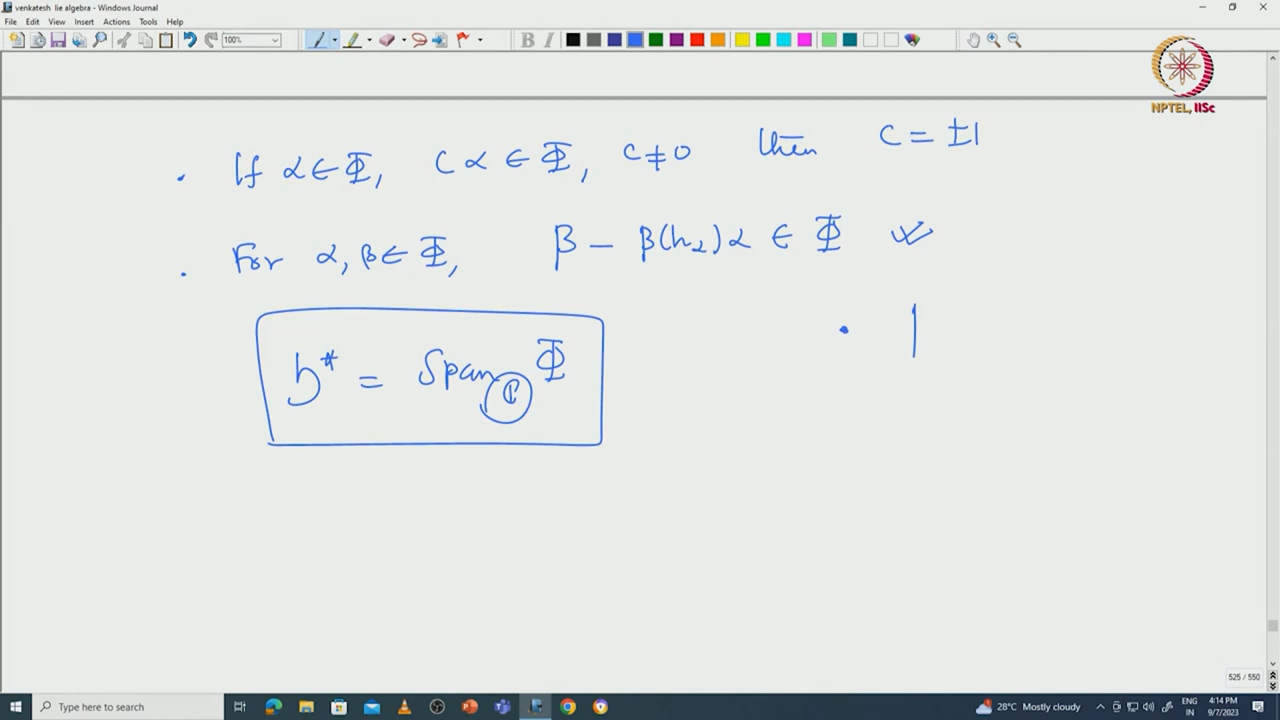 venkatesh lie algebra - Windows Journal
File Edit View Insert Actions Tools Help
100%
B I
NPTEL, IISc
· If α ∈ Φ, c α ∈ Φ, c ≠ 0 then c = ±1
· For α, β ∈ Φ, β − β(h_α) α ∈ Φ
𝔥* = Span_ℂ Φ
525 / 550
Type here to search
28°C Mostly cloudy
ENG
IN
4:14 PM
9/7/2023